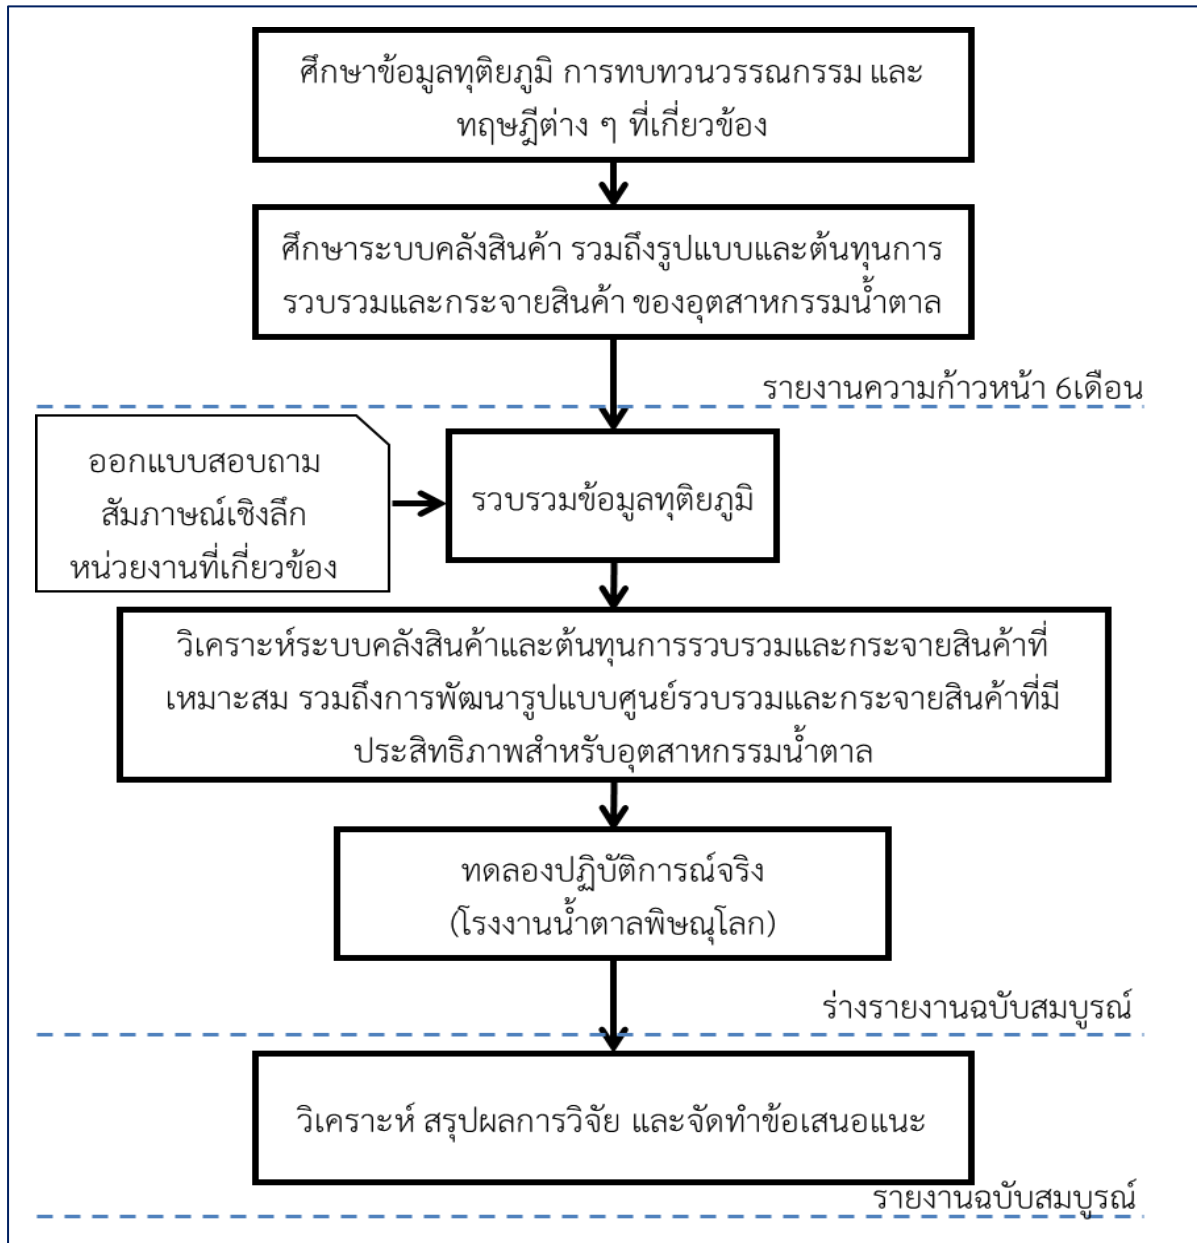 ศึกษาข้อมูลทุติยภูมิ การทบทวนวรรณกรรม และ
ทฤษฎีต่าง ๆ ที่เกี่ยวข้อง
ศึกษาระบบคลังสินค้า รวมถึงรูปแบบและต้นทุนการ
รวบรวมและกระจายสินค้า ของอุตสาหกรรมน้ำตาล
รายงานความก้าวหน้า 6เดือน
ออกแบบสอบถาม
สัมภาษณ์เชิงลึก
หน่วยงานที่เกี่ยวข้อง
รวบรวมข้อมูลทุติยภูมิ
วิเคราะห์ระบบคลังสินค้าและต้นทุนการรวบรวมและกระจายสินค้าที่
เหมาะสม รวมถึงการพัฒนารูปแบบศูนย์รวบรวมและกระจายสินค้าที่มี
ประสิทธิภาพสำหรับอุตสาหกรรมน้ำตาล
ทดลองปฏิบัติการณ์จริง
(โรงงานน้ำตาลพิษณุโลก)
ร่างรายงานฉบับสมบูรณ์
วิเคราะห์ สรุปผลการวิจัย และจัดทำข้อเสนอแนะ
รายงานฉบับสมบูรณ์